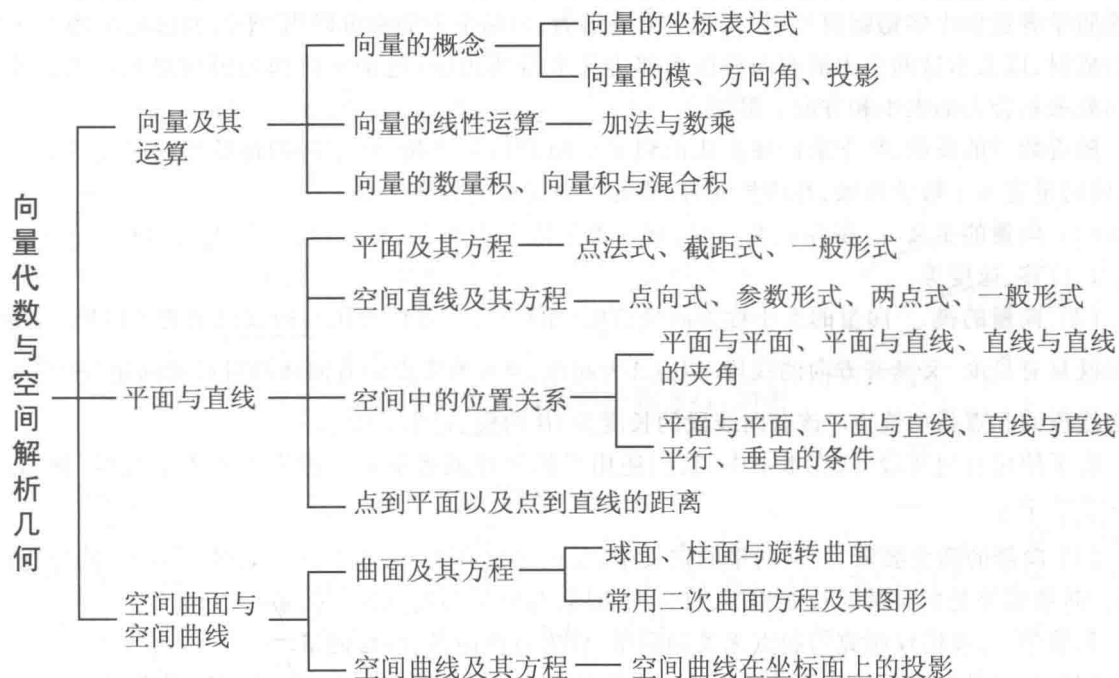 向量代数与空间解析几何
向量及其
运算
向量的概念
向量的坐标表达式
向量的模、方向角、投影
向量的线性运算
加法与数乘
向量的数量积、向量积与混合积
平面与直线
平面及其方程
点法式、截距式、一般形式
空间直线及其方程
点向式、参数形式、两点式、一般形式
空间中的位置关系
平面与平面、平面与直线、直线与直线
的夹角
平面与平面、平面与直线、直线与直线
平行、垂直的条件
点到平面以及点到直线的距离
空间曲面与
空间曲线
曲面及其方程
球面、柱面与旋转曲面
常用二次曲面方程及其图形
空间曲线及其方程
空间曲线在坐标面上的投影